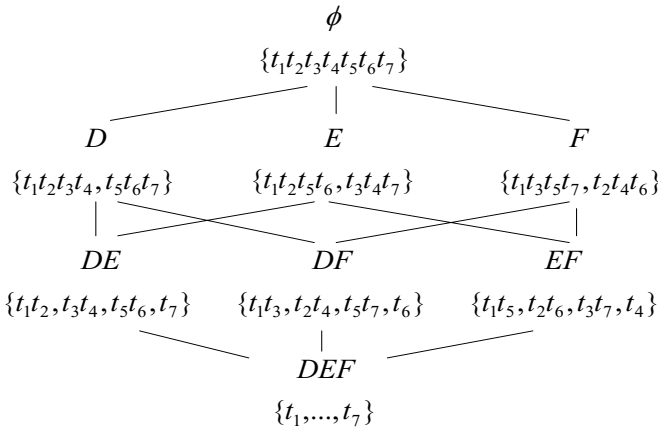 ϕ
{t₁t₂t₃t₄t₅t₆t₇}
D E F
{t₁t₂t₃t₄, t₅t₆t₇} {t₁t₂t₅t₆, t₃t₄t₇} {t₁t₃t₅t₇, t₂t₄t₆}
DE DF EF
{t₁t₂, t₃t₄, t₅t₆, t₇} {t₁t₃, t₂t₄, t₅t₇, t₆} {t₁t₅, t₂t₆, t₃t₇, t₄}
DEF
{t₁,...,t₇}